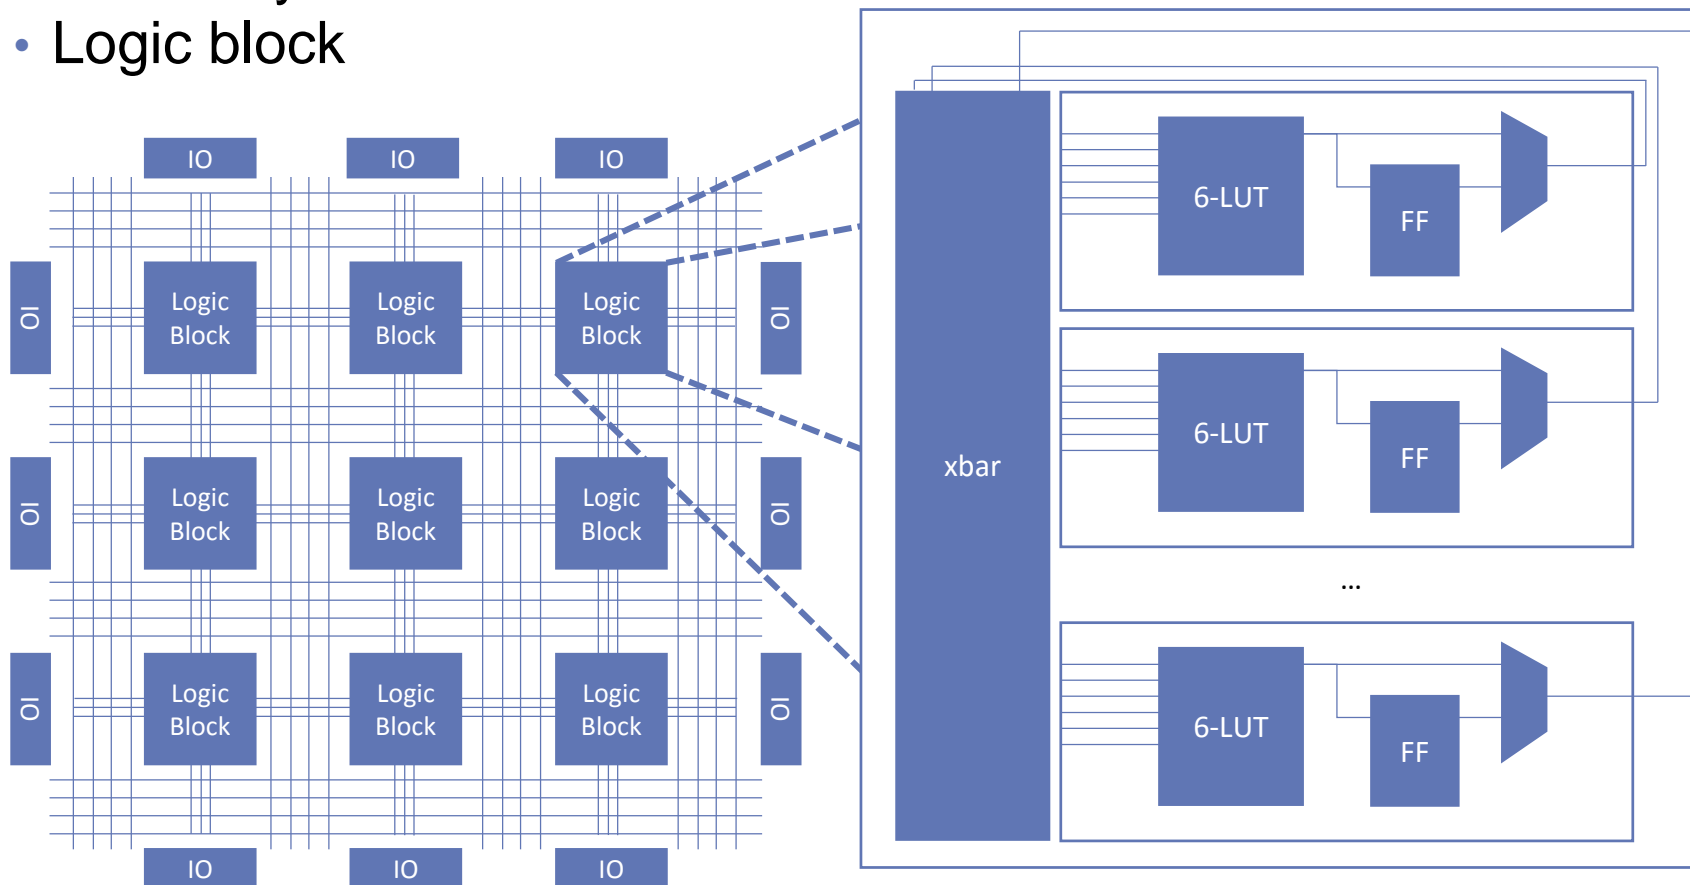 • Logic block
IO
IO
IO
IO
Logic
Block
Logic
Block
Logic
Block
IO
IO
Logic
Block
Logic
Block
Logic
Block
IO
IO
Logic
Block
Logic
Block
Logic
Block
IO
IO
IO
IO
xbar
6-LUT
FF
6-LUT
FF
...
6-LUT
FF